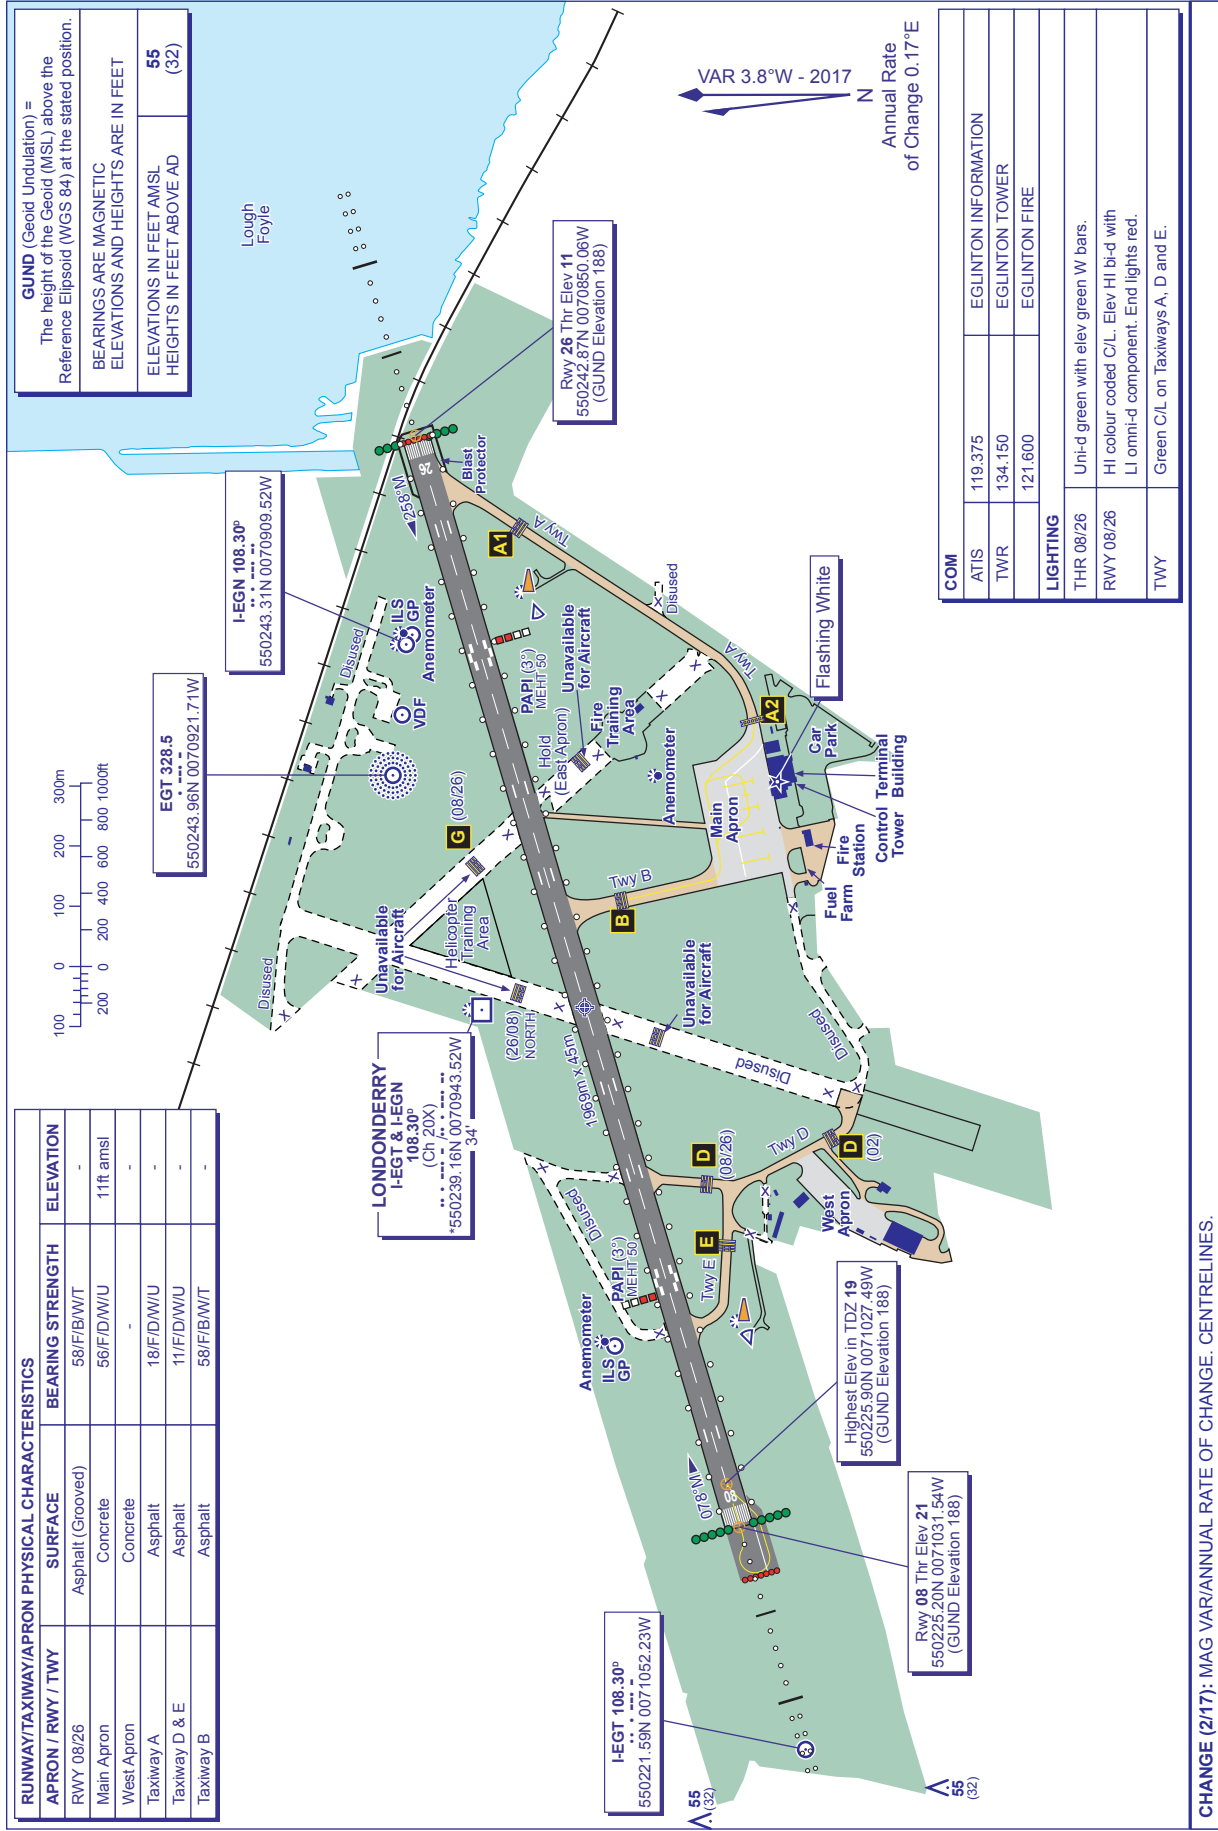 RUNWAY/TAXIWAY/APRON PHYSICAL CHARACTERISTICS
APRON / RWY / TWY SURFACE BEARING STRENGTH ELEVATION
RWY 08/26 Asphalt (Grooved) 58/F/B/W/T -
Main Apron Concrete 56/F/D/W/U 11ft amsl
West Apron Concrete - -
Taxiway A Asphalt 18/F/D/W/U -
Taxiway D & E Asphalt 11/F/D/W/U -
Taxiway B Asphalt 58/F/B/W/T -
100 0 100 200 300m
200 0 200 400 600 800 1000ft
GUND (Geoid Undulation) =
The height of the Geoid (MSL) above the
Reference Elipsoid (WGS 84) at the stated position.
BEARINGS ARE MAGNETIC
ELEVATIONS AND HEIGHTS ARE IN FEET
ELEVATIONS IN FEET AMSL 55
HEIGHTS IN FEET ABOVE AD (32)
Lough
Foyle
EGT 328.5
550243.96N 0070921.71W
I-EGN 108.30ᴰ
550243.31N 0070909.52W
LONDONDERRY
I-EGT & I-EGN
108.30ᴰ
(Ch 20X)
*550239.16N 0070943.52W
34'
Disused
Disused
VDF
ILS
GP
Anemometer
258°M
26
Blast
Protector
Rwy 26 Thr Elev 11
550242.87N 0070850.06W
(GUND Elevation 188)
VAR 3.8°W - 2017
N
Annual Rate
of Change 0.17°E
G (08/26)
Unavailable
for Aircraft
Helicopter
Training
Area
(26/08)
NORTH
1969m x 45m
PAPI (3°)
MEHT 50
Hold
(East Apron)
Unavailable
for Aircraft
Fire
Training
Area
Anemometer
A1
Twy A
Disused
Twy A
A2
Flashing White
Main
Apron
Car
Park
Terminal
Building
Control
Tower
Fire
Station
Fuel
Farm
Twy B
B
Unavailable
for Aircraft
Disused
Disused
Disused
D
(08/26)
Twy D
D
(02)
West
Apron
E
Twy E
PAPI (3°)
MEHT 50
Anemometer
ILS
GP
078°M
08
Highest Elev in TDZ 19
550225.90N 0071027.49W
(GUND Elevation 188)
Rwy 08 Thr Elev 21
550225.20N 0071031.54W
(GUND Elevation 188)
I-EGT 108.30ᴰ
550221.59N 0071052.23W
55
(32)
55
(32)
COM
ATIS 119.375 EGLINTON INFORMATION
TWR 134.150 EGLINTON TOWER
121.600 EGLINTON FIRE
LIGHTING
THR 08/26 Uni-d green with elev green W bars.
RWY 08/26 HI colour coded C/L. Elev HI bi-d with
LI omni-d component. End lights red.
TWY Green C/L on Taxiways A, D and E.
CHANGE (2/17): MAG VAR/ANNUAL RATE OF CHANGE. CENTRELINES.